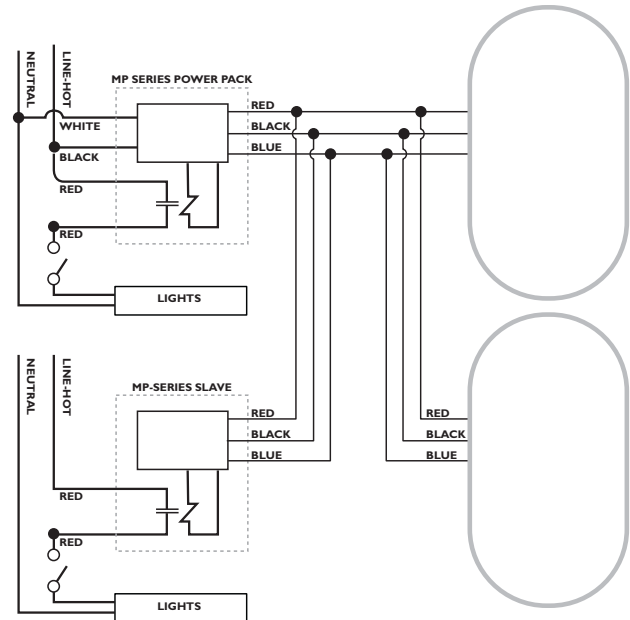 NEUTRAL
LINE-HOT
MP SERIES POWER PACK
WHITE
BLACK
RED
RED
RED
BLACK
BLUE
LIGHTS
NEUTRAL
LINE-HOT
MP-SERIES SLAVE
RED
BLACK
BLUE
RED
BLACK
BLUE
RED
RED
LIGHTS